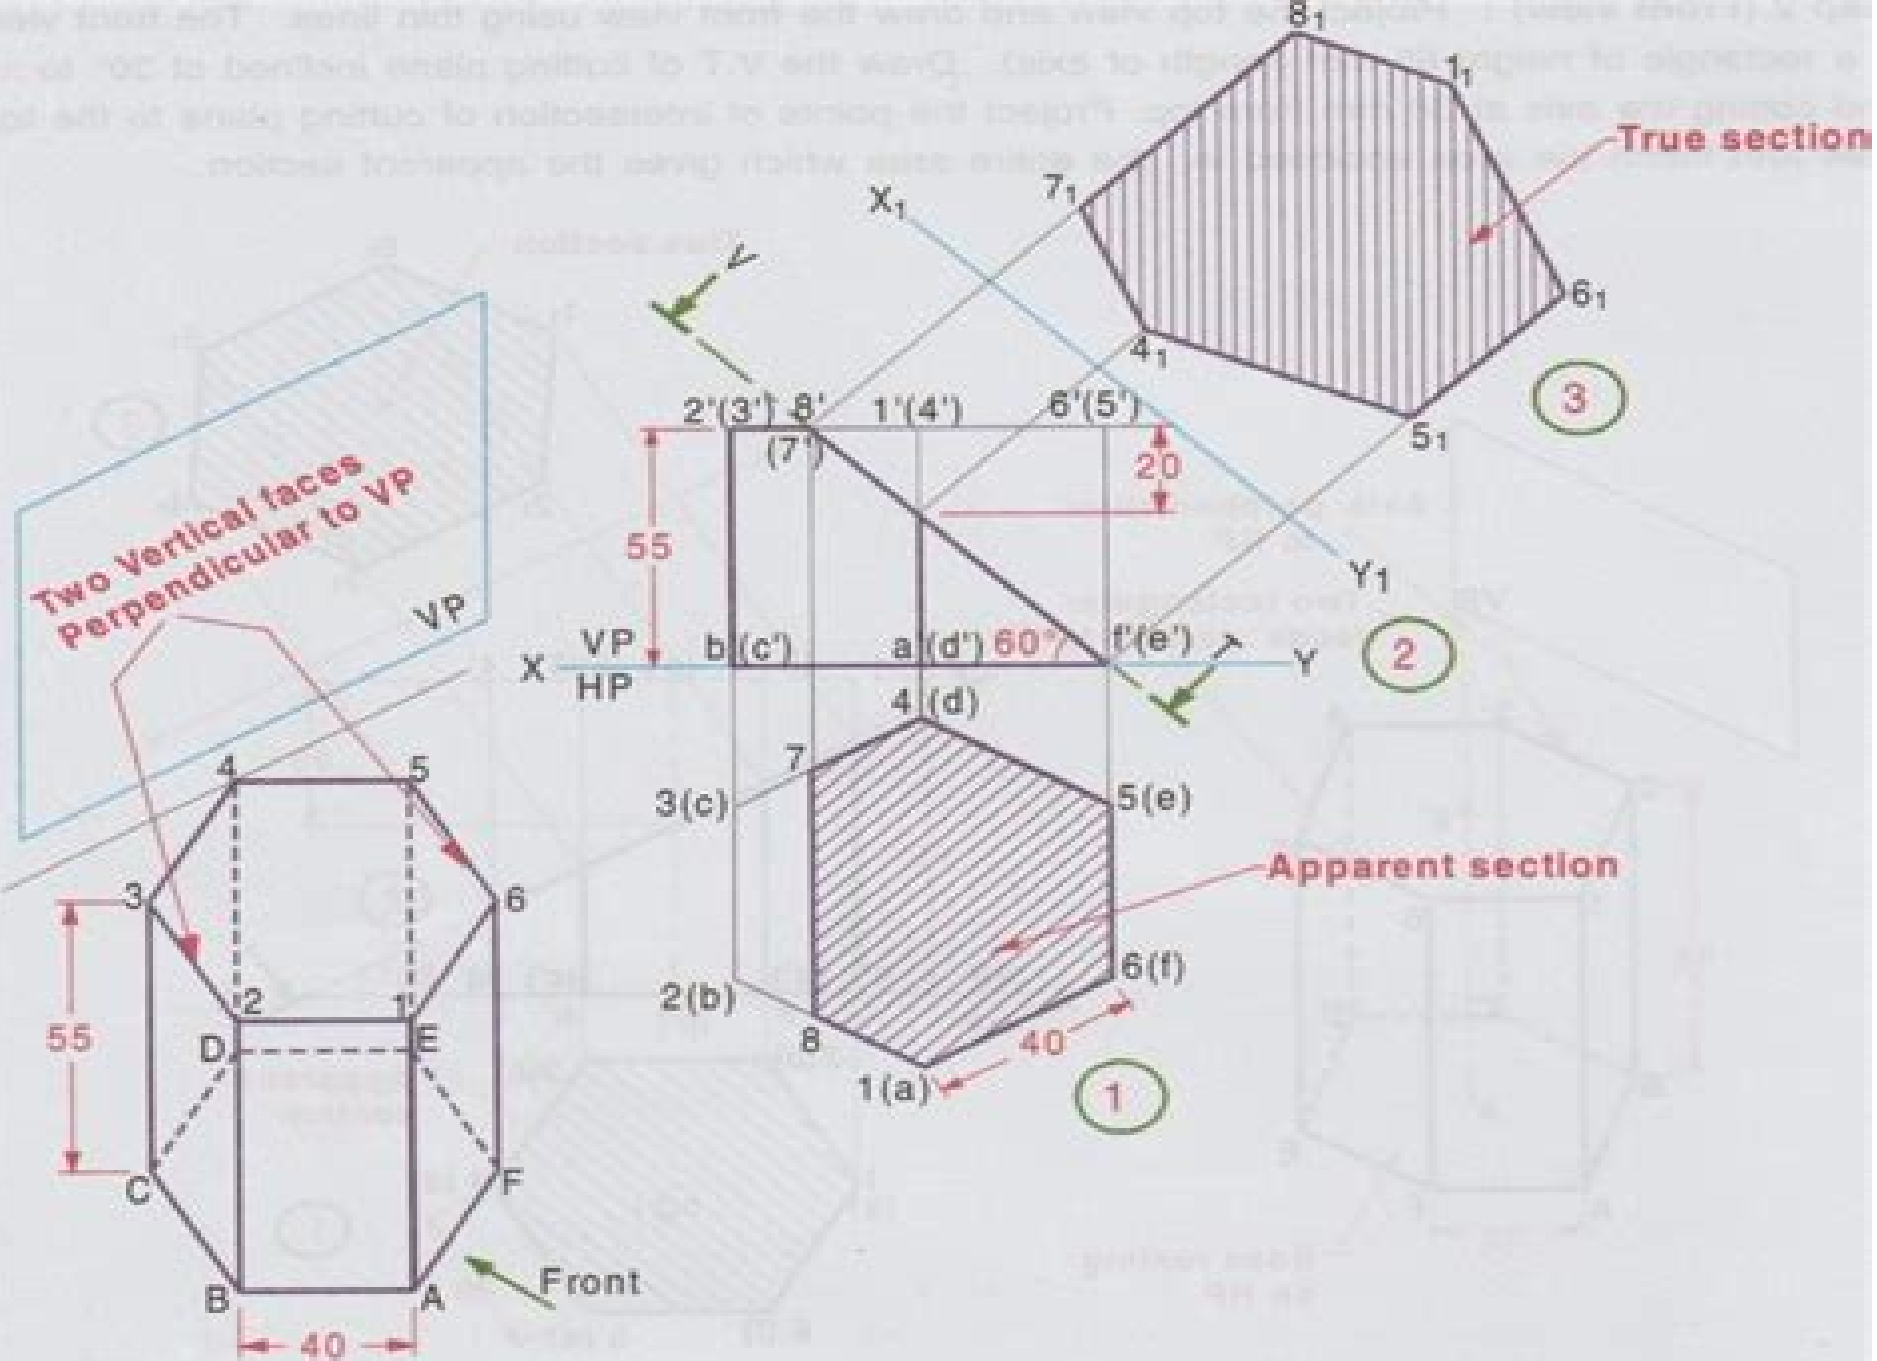 8₁
1₁
True section
7₁
X₁
V
6₁
4₁
3
5₁
2'(3')
8'
(7')
1'(4')
6'(5')
20
55
Two Vertical faces
Perpendicular to VP
VP
Y₁
T
X
VP
HP
b'(c')
a'(d')
60°
f'(e')
Y
2
4(d)
7
3(c)
5(e)
Apparent section
2(b)
8
6(f)
40
1(a)
1
4
5
3
6
55
2
1
D
E
C
F
B
A
Front
40